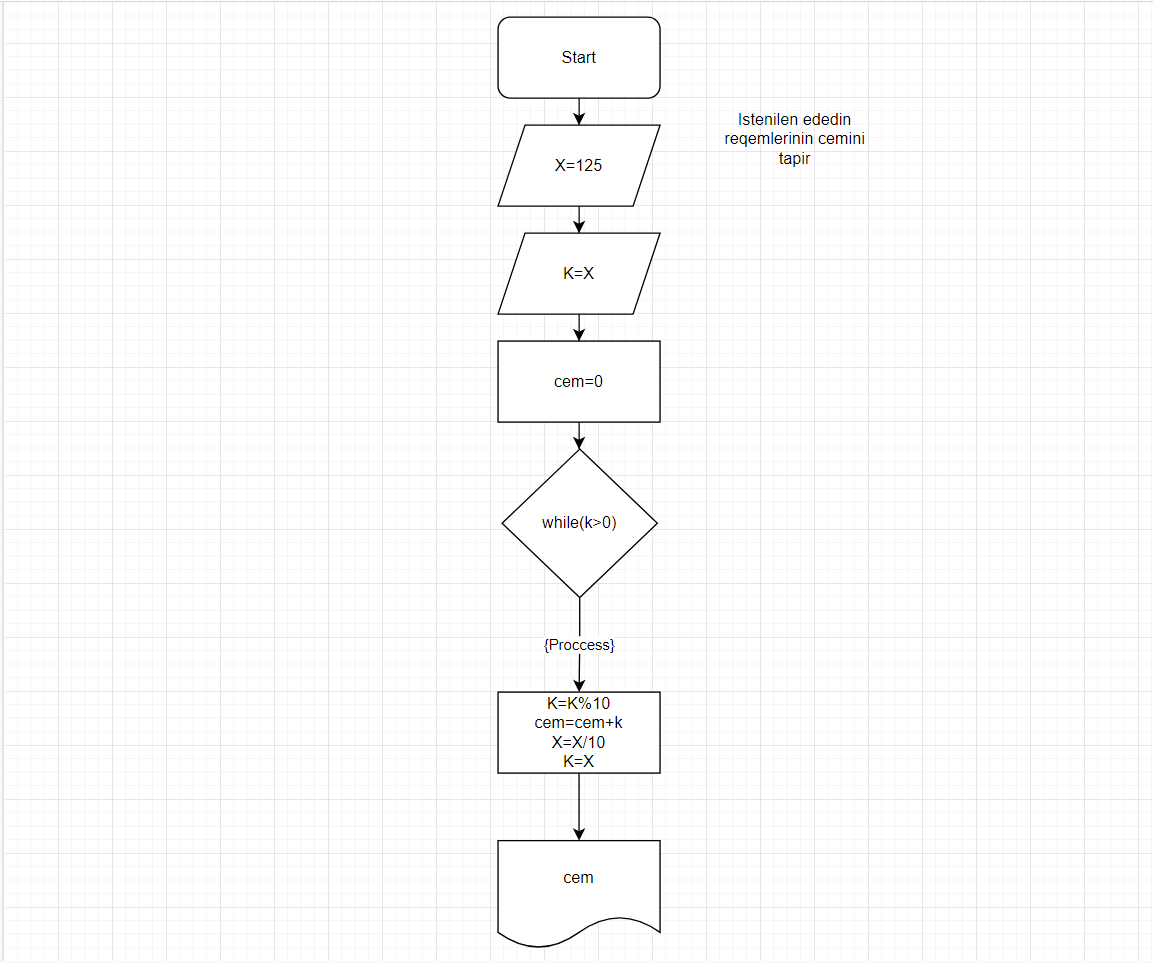 Start
Istenilen ededin
reqemlerinin cemini
tapir
X=125
K=X
cem=0
while(k>0)
{Proccess}
K=K%10
cem=cem+k
X=X/10
K=X
cem